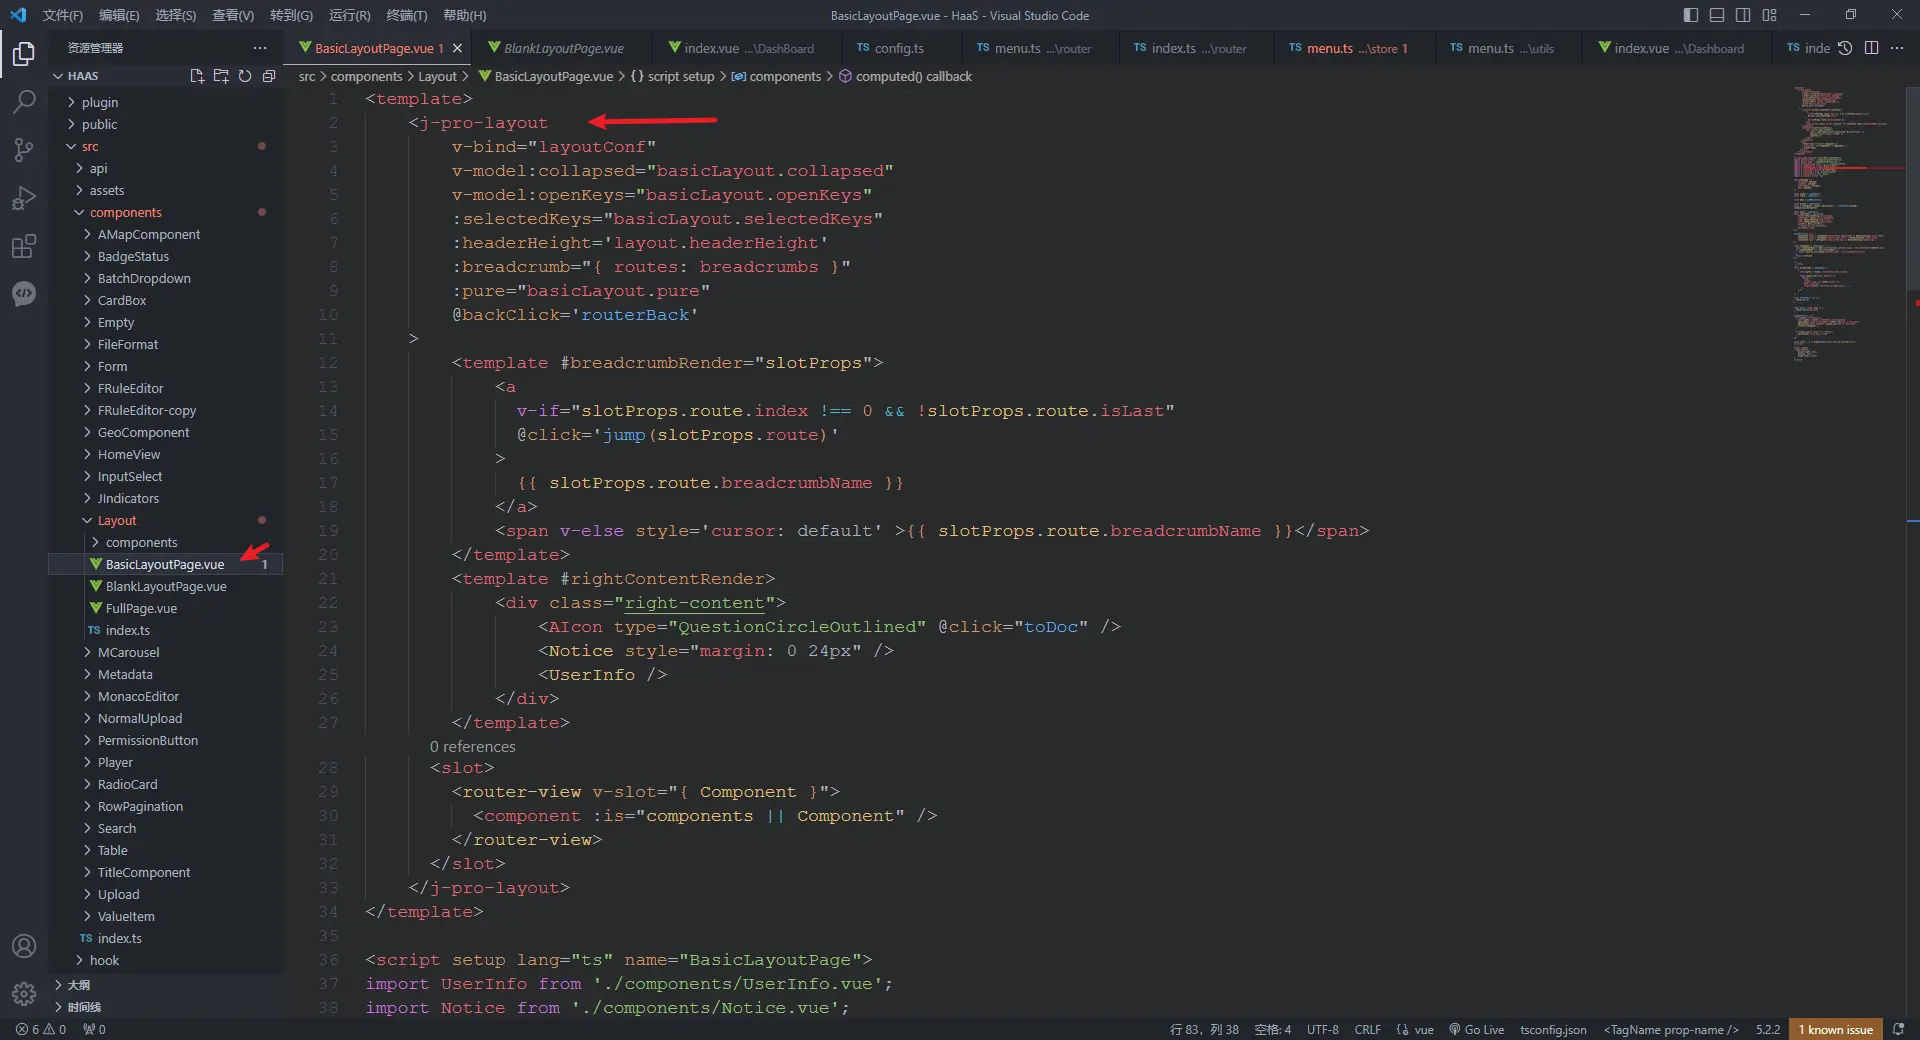 文件(F) 编辑(E) 选择(S) 查看(V) 转到(G) 运行(R) 终端(T) 帮助(H) BasicLayoutPage.vue - HaaS - Visual Studio Code
资源管理器 BasicLayoutPage.vue 1 BlankLayoutPage.vue index.vue ...\DashBoard config.ts menu.ts ...\router index.ts ...\router menu.ts ...\store 1 menu.ts ...\utils index.vue ...\Dashboard inde
HAAS
src > components > Layout > BasicLayoutPage.vue > {} script setup > components > computed() callback
plugin
public
src
api
assets
components
AMapComponent
BadgeStatus
BatchDropdown
CardBox
Empty
FileFormat
Form
FRuleEditor
FRuleEditor-copy
GeoComponent
HomeView
InputSelect
JIndicators
Layout
components
BasicLayoutPage.vue 1
BlankLayoutPage.vue
FullPage.vue
TS index.ts
MCarousel
Metadata
MonacoEditor
NormalUpload
PermissionButton
Player
RadioCard
RowPagination
Search
Table
TitleComponent
Upload
ValueItem
TS index.ts
hook
大纲
时间线
1 <template>
2 <j-pro-layout
3 v-bind="layoutConf"
4 v-model:collapsed="basicLayout.collapsed"
5 v-model:openKeys="basicLayout.openKeys"
6 :selectedKeys="basicLayout.selectedKeys"
7 :headerHeight='layout.headerHeight'
8 :breadcrumb="{ routes: breadcrumbs }"
9 :pure="basicLayout.pure"
10 @backClick='routerBack'
11 >
12 <template #breadcrumbRender="slotProps">
13 <a
14 v-if="slotProps.route.index !== 0 && !slotProps.route.isLast"
15 @click='jump(slotProps.route)'
16 >
17 {{ slotProps.route.breadcrumbName }}
18 </a>
19 <span v-else style='cursor: default' >{{ slotProps.route.breadcrumbName }}</span>
20 </template>
21 <template #rightContentRender>
22 <div class="right-content">
23 <AIcon type="QuestionCircleOutlined" @click="toDoc" />
24 <Notice style="margin: 0 24px" />
25 <UserInfo />
26 </div>
27 </template>
0 references
28 <slot>
29 <router-view v-slot="{ Component }">
30 <component :is="components || Component" />
31 </router-view>
32 </slot>
33 </j-pro-layout>
34 </template>
35
36 <script setup lang="ts" name="BasicLayoutPage">
37 import UserInfo from './components/UserInfo.vue';
38 import Notice from './components/Notice.vue';
6 0 0 行 83，列 38 空格: 4 UTF-8 CRLF vue Go Live tsconfig.json <TagName prop-name /> 5.2.2 1 known issue